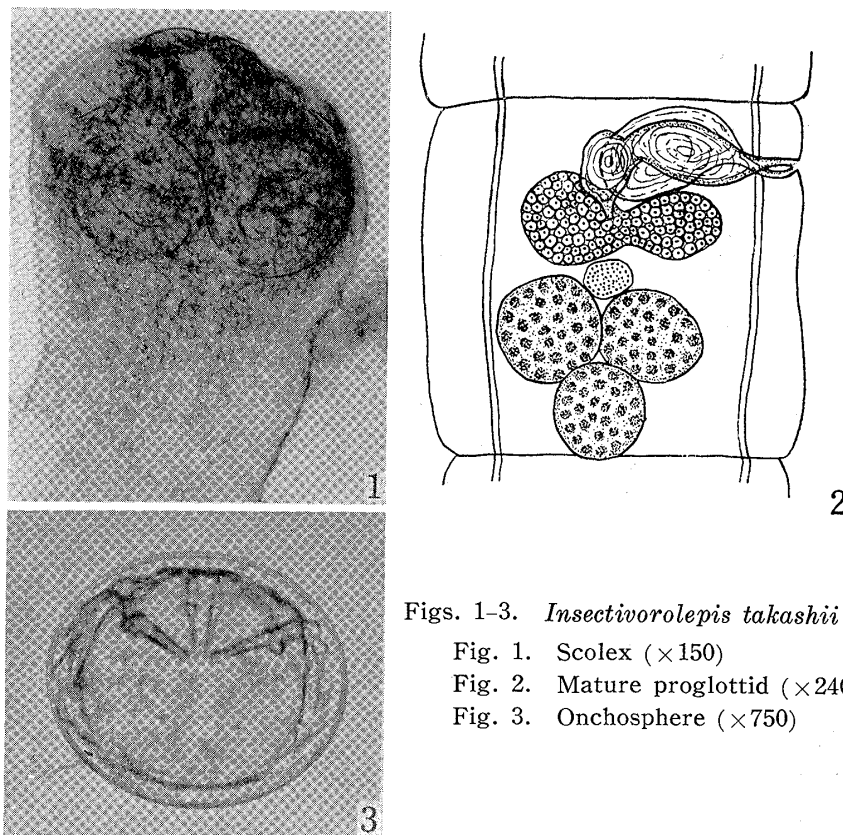 1
2
3
Figs. 1–3. Insectivorolepis takashii
Fig. 1. Scolex (×150)
Fig. 2. Mature proglottid (×240
Fig. 3. Onchosphere (×750)